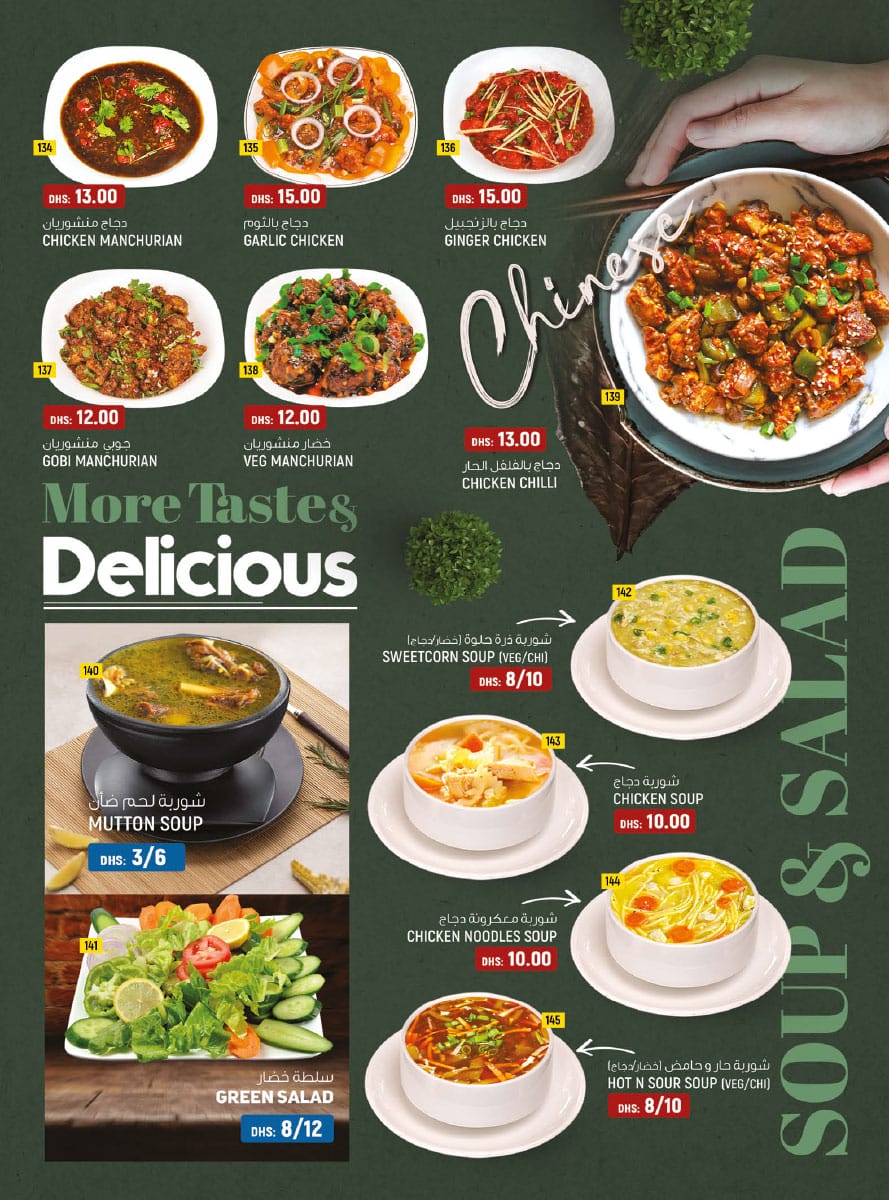 134
DHS: 13.00
دجاج منشوريان
CHICKEN MANCHURIAN
135
DHS: 15.00
دجاج بالثوم
GARLIC CHICKEN
136
DHS: 15.00
دجاج بالزنجبيل
GINGER CHICKEN
Chinese
137
DHS: 12.00
جوبي منشوريان
GOBI MANCHURIAN
138
DHS: 12.00
خضار منشوريان
VEG MANCHURIAN
139
DHS: 13.00
دجاج بالفلفل الحار
CHICKEN CHILLI
More Taste &
Delicious
140
شوربة لحم ضأن
MUTTON SOUP
DHS: 3/6
141
سلطة خضار
GREEN SALAD
DHS: 8/12
SOUP & SALAD
142
شوربة ذرة حلوة (خضار/دجاج)
SWEETCORN SOUP (VEG/CHI)
DHS: 8/10
143
شوربة دجاج
CHICKEN SOUP
DHS: 10.00
144
شوربة معكرونة دجاج
CHICKEN NOODLES SOUP
DHS: 10.00
145
شوربة حار و حامض (خضار/دجاج)
HOT N SOUR SOUP (VEG/CHI)
DHS: 8/10